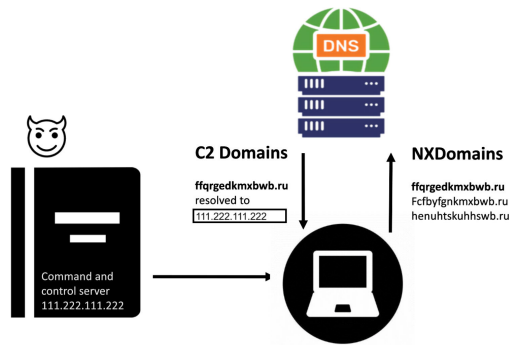 DNS
C2 Domains
ffqrgedkmxbwb.ru
resolved to
111.222.111.222
NXDomains
ffqrgedkmxbwb.ru
Fcfbyfgnkmxbwb.ru
henuhtskuhhswb.ru
Command and
control server
111.222.111.222